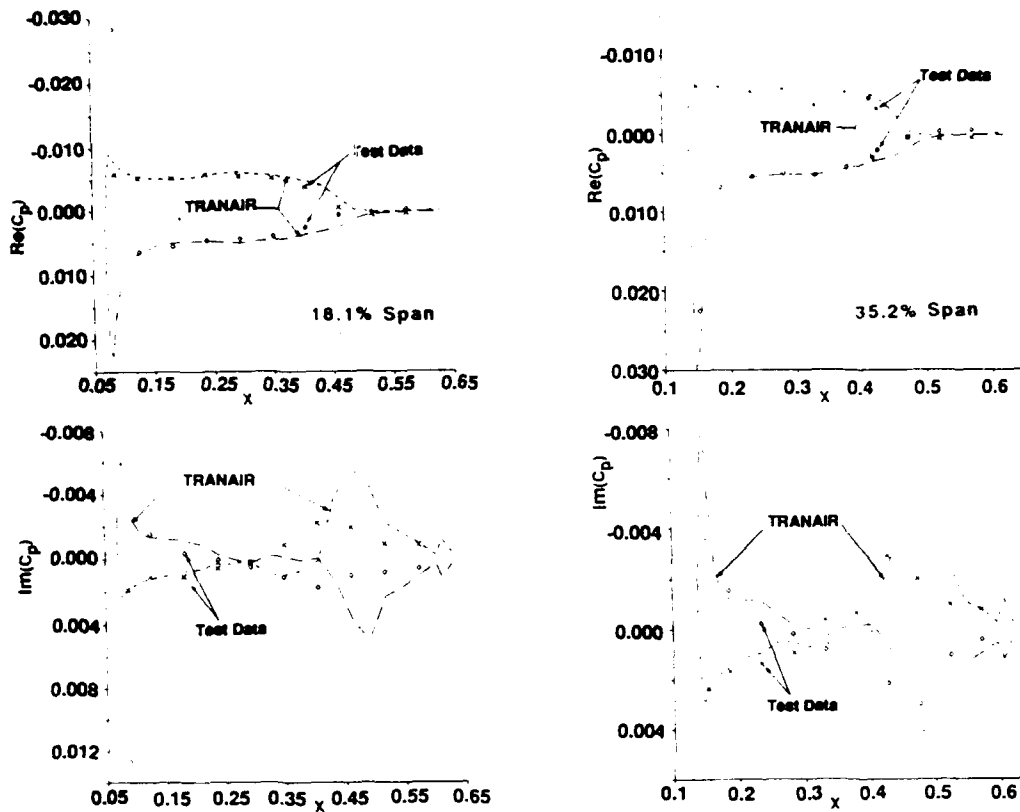 -0.030
-0.020
-0.010
0.000
0.010
0.020
Re(Cp)
Test Data
TRANAIR
18.1% Span
0.05 0.15 0.25 0.35 0.45 0.55 0.65
X
-0.010
0.000
0.010
0.020
0.030
Re(Cp)
Test Data
TRANAIR
35.2% Span
0.1 0.2 0.3 0.4 0.5 0.6
X
-0.008
-0.004
0.000
0.004
0.008
0.012
Im(Cp)
TRANAIR
Test Data
0.05 0.15 0.25 0.35 0.45 0.55 0.65
X
-0.008
-0.004
0.000
0.004
Im(Cp)
TRANAIR
Test Data
0.1 0.2 0.3 0.4 0.5 0.6
X